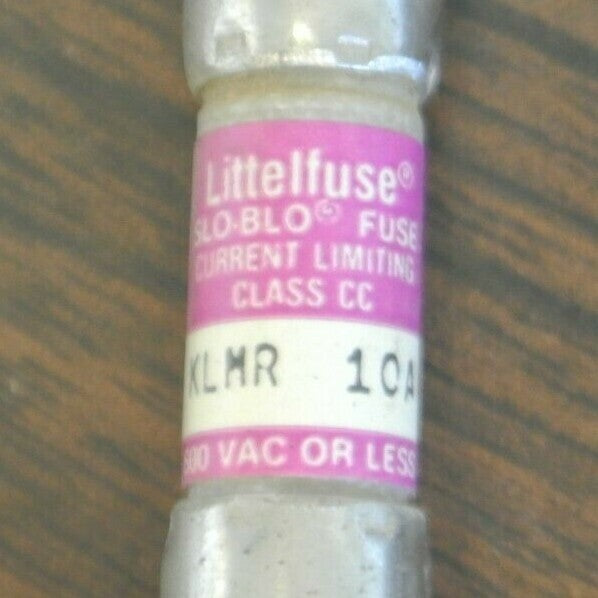 Littelfuse®
SLO-BLO® FUSE
CURRENT LIMITING
CLASS CC
KLMR 10A
600 VAC OR LESS